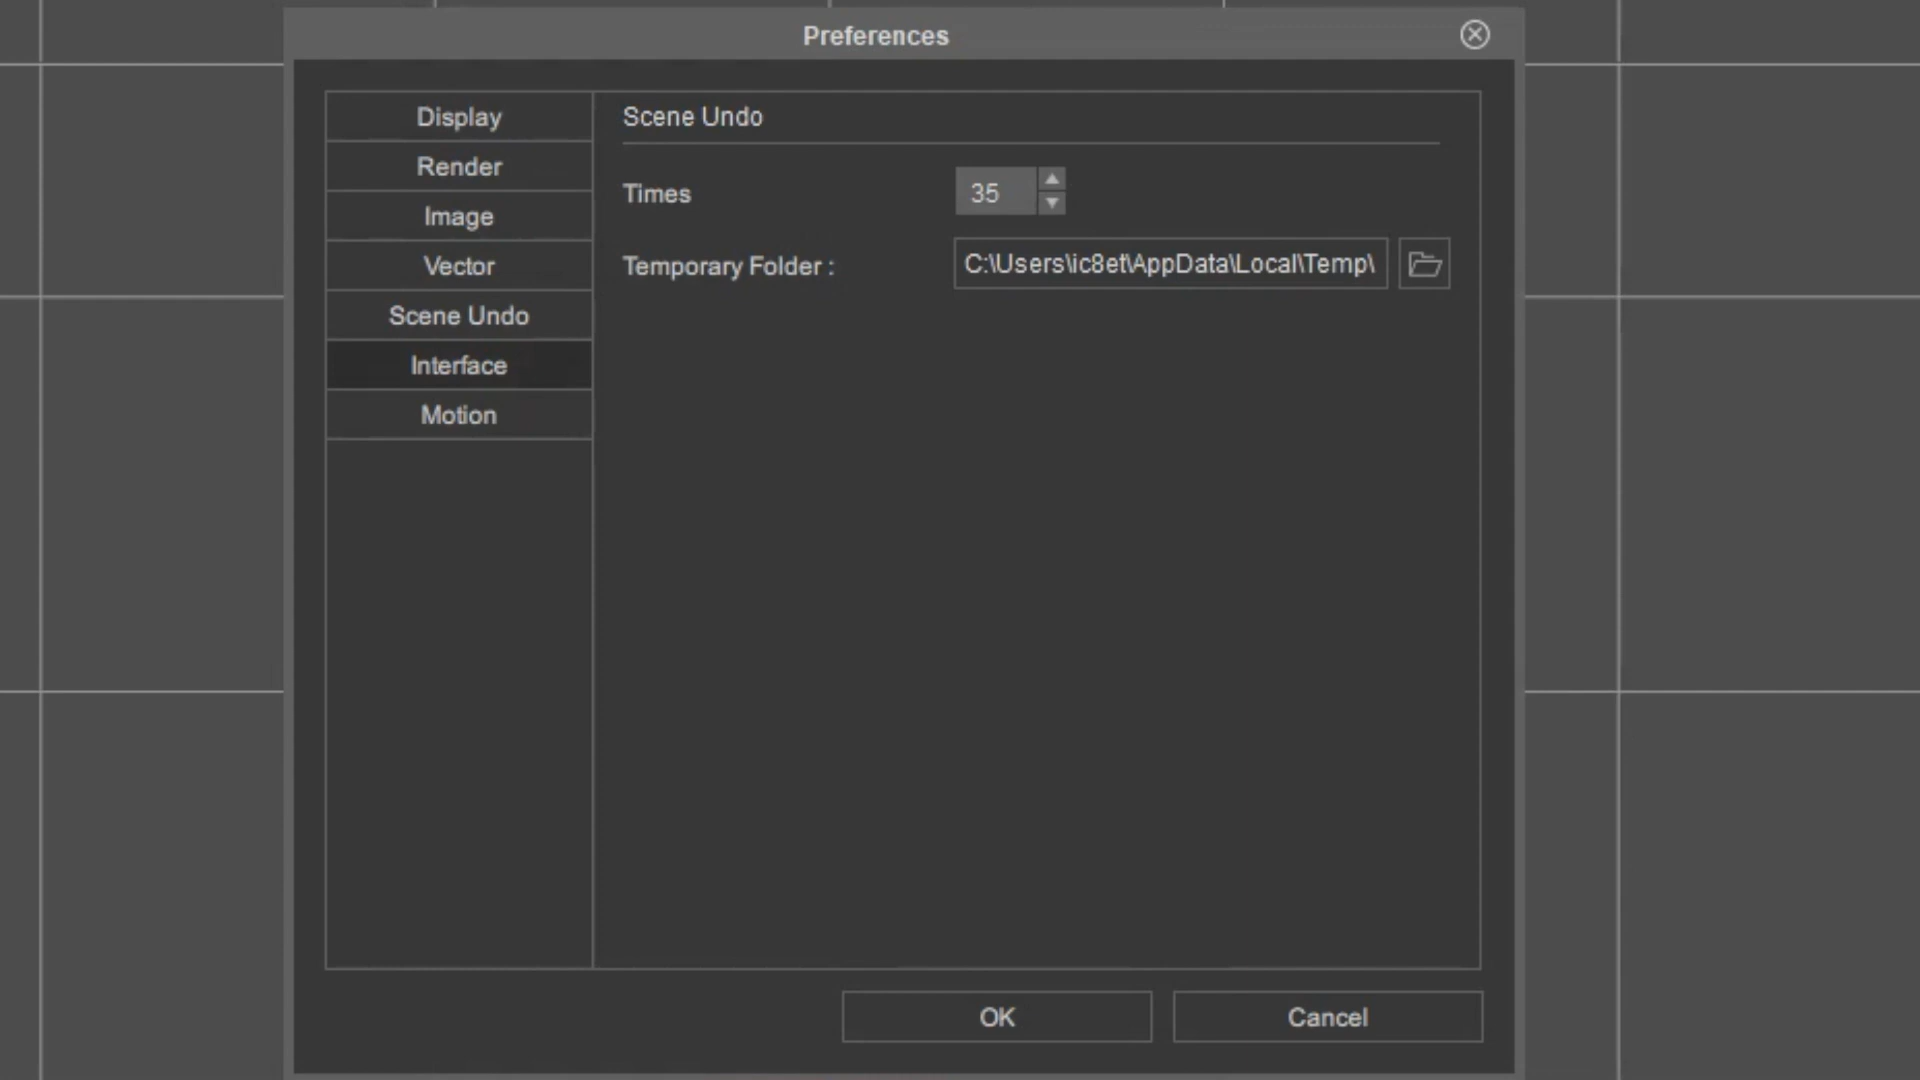 Preferences
Display
Render
Image
Vector
Scene Undo
Interface
Motion
Scene Undo
Times 35
Temporary Folder : C:\Users\ic8et\AppData\Local\Temp\
OK Cancel